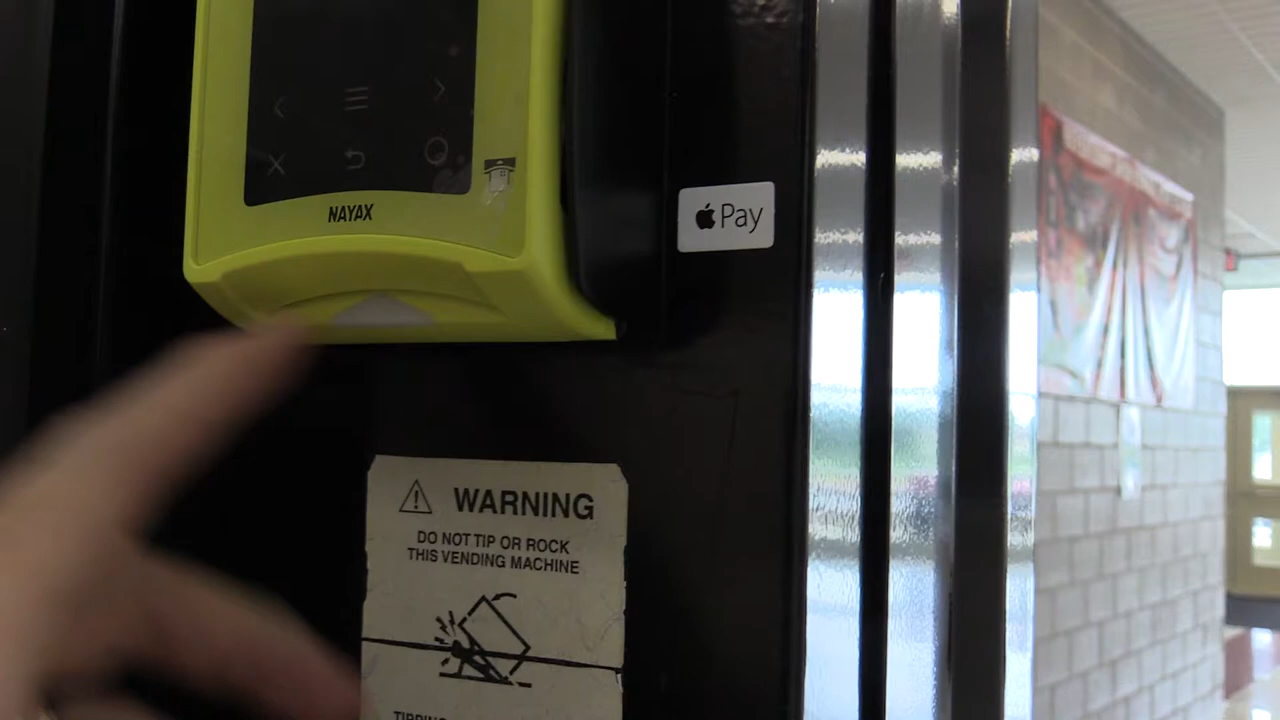 NAYAX
Pay
WARNING
DO NOT TIP OR ROCK
THIS VENDING MACHINE